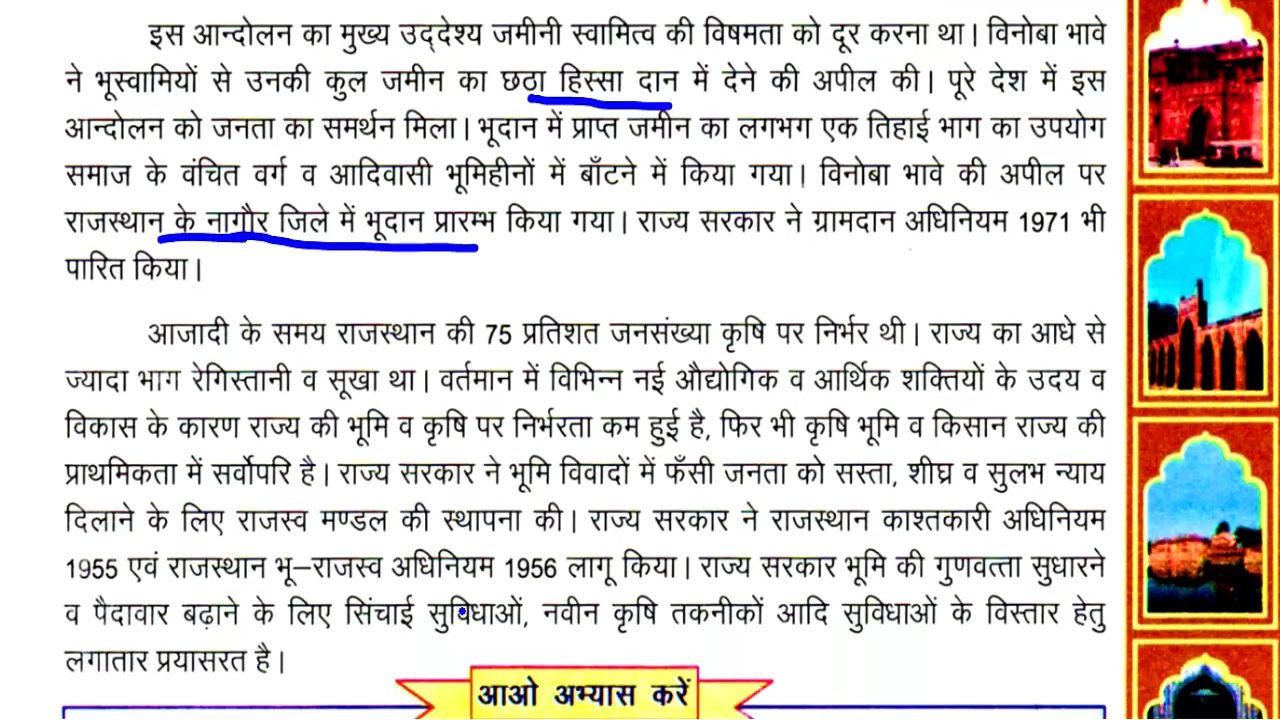 इस आन्दोलन का मुख्य उद्देश्य जमीनी स्वामित्व की विषमता को दूर करना था। विनोबा भावे
ने भूस्वामियों से उनकी कुल जमीन का छठा हिस्सा दान में देने की अपील की। पूरे देश में इस
आन्दोलन को जनता का समर्थन मिला। भूदान में प्राप्त जमीन का लगभग एक तिहाई भाग का उपयोग
समाज के वंचित वर्ग व आदिवासी भूमिहीनों में बाँटने में किया गया। विनोबा भावे की अपील पर
राजस्थान के नागौर जिले में भूदान प्रारम्भ किया गया। राज्य सरकार ने ग्रामदान अधिनियम 1971 भी
पारित किया।
आजादी के समय राजस्थान की 75 प्रतिशत जनसंख्या कृषि पर निर्भर थी। राज्य का आधे से
ज्यादा भाग रेगिस्तानी व सूखा था। वर्तमान में विभिन्न नई औद्योगिक व आर्थिक शक्तियों के उदय व
विकास के कारण राज्य की भूमि व कृषि पर निर्भरता कम हुई है, फिर भी कृषि भूमि व किसान राज्य की
प्राथमिकता में सर्वोपरि है। राज्य सरकार ने भूमि विवादों में फँसी जनता को सस्ता, शीघ्र व सुलभ न्याय
दिलाने के लिए राजस्व मण्डल की स्थापना की। राज्य सरकार ने राजस्थान काश्तकारी अधिनियम
1955 एवं राजस्थान भू–राजस्व अधिनियम 1956 लागू किया। राज्य सरकार भूमि की गुणवत्ता सुधारने
व पैदावार बढ़ाने के लिए सिंचाई सुविधाओं, नवीन कृषि तकनीकों आदि सुविधाओं के विस्तार हेतु
लगातार प्रयासरत है।
आओ अभ्यास करें